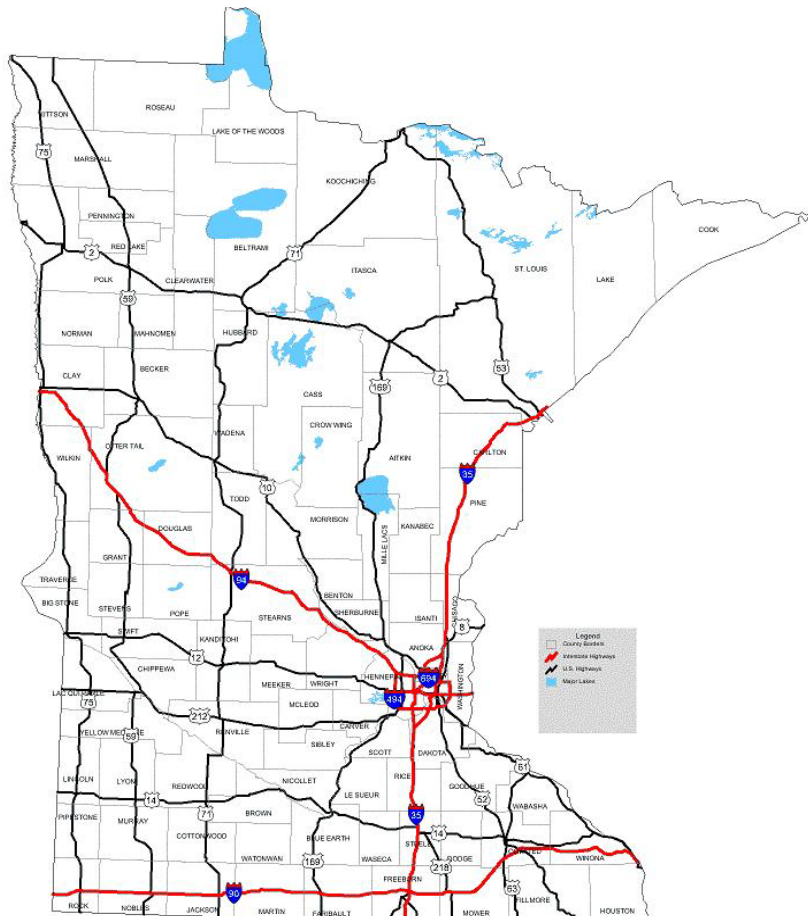 ROSEAU
LAKE OF THE WOODS
75
MARSHALL
KOOCHICHING
PENNINGTON
COOK
RED LAKE
BELTRAMI
2
71
ITASCA
ST. LOUIS
LAKE
POLK
CLEARWATER
59
NORMAN
MAHNOMEN
HUBBARD
CLAY
BECKER
53
2
169
CASS
CROW WING
WADENA
OTTER TAIL
AITKIN
CARLTON
WILKIN
35
TODD
10
PINE
MORRISON
DOUGLAS
KANABEC
MILLE LACS
GRANT
94
TRAVERSE
BENTON
BIG STONE
STEVENS
POPE
STEARNS
SHERBURNE
ISANTI
CHISAGO
8
SWIFT
KANDIYOHI
ANOKA
Legend
County Borders
Interstate Highways
U.S. Highways
Major Lakes
12
CHIPPEWA
HENNEPIN
694
WASHINGTON
MEEKER
WRIGHT
494
75
MCLEOD
212
CARVER
YELLOW MEDICINE
59
RENVILLE
SIBLEY
SCOTT
DAKOTA
61
LINCOLN
LYON
REDWOOD
NICOLLET
RICE
GOODHUE
LE SUEUR
52
14
WABASHA
PIPESTONE
MURRAY
71
BROWN
35
COTTONWOOD
BLUE EARTH
STEELE
14
WATONWAN
169
WASECA
218
DODGE
OLMSTED
WINONA
FREEBORN
90
63
FILLMORE
ROCK
NOBLES
JACKSON
MARTIN
FARIBAULT
MOWER
HOUSTON